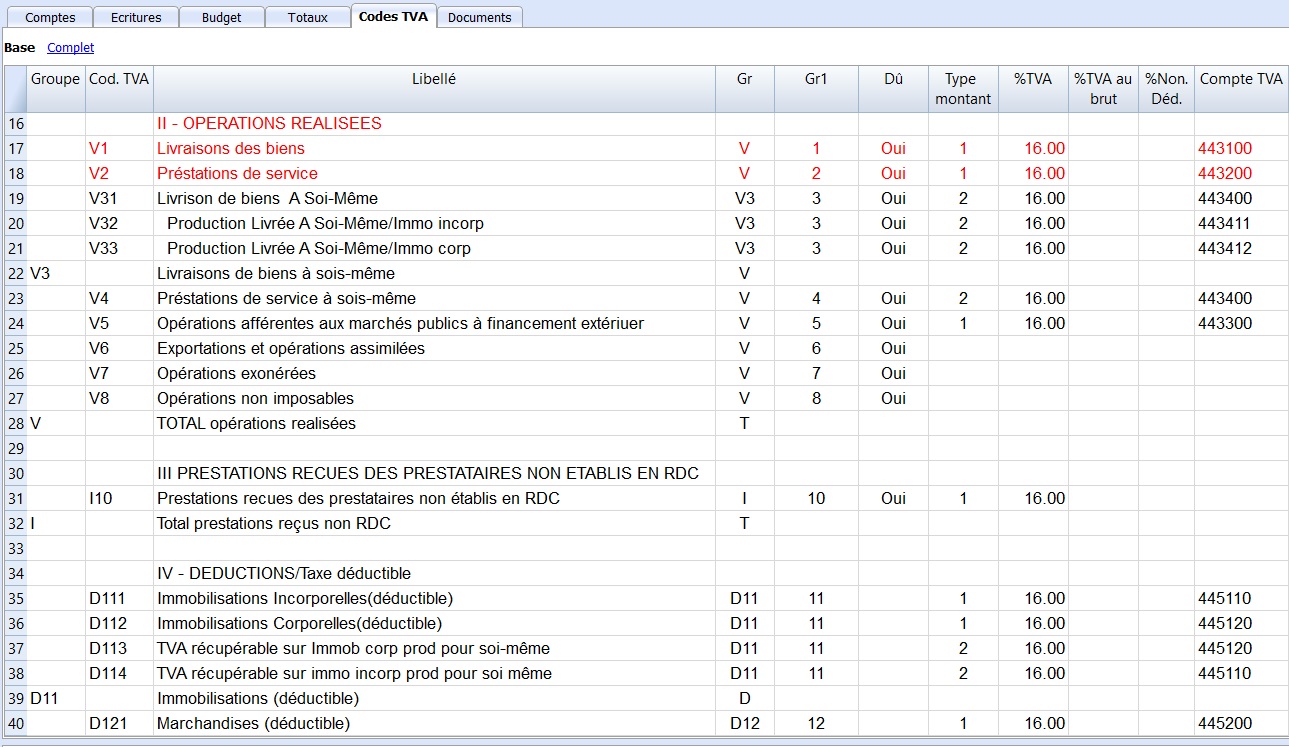 Comptes Ecritures Budget Totaux Codes TVA Documents
Base Complet
Groupe Cod. TVA Libellé Gr Gr1 Dû Type montant %TVA %TVA au brut %Non. Déd. Compte TVA
16 II - OPERATIONS REALISEES
17 V1 Livraisons des biens V 1 Oui 1 16.00 443100
18 V2 Préstations de service V 2 Oui 1 16.00 443200
19 V31 Livrison de biens A Soi-Même V3 3 Oui 2 16.00 443400
20 V32 Production Livrée A Soi-Même/Immo incorp V3 3 Oui 2 16.00 443411
21 V33 Production Livrée A Soi-Même/Immo corp V3 3 Oui 2 16.00 443412
22 V3 Livraisons de biens à sois-même V
23 V4 Préstations de service à sois-même V 4 Oui 2 16.00 443400
24 V5 Opérations afférentes aux marchés publics à financement extériuer V 5 Oui 1 16.00 443300
25 V6 Exportations et opérations assimilées V 6 Oui
26 V7 Opérations exonérées V 7 Oui
27 V8 Opérations non imposables V 8 Oui
28 V TOTAL opérations realisées T
29
30 III PRESTATIONS RECUES DES PRESTATAIRES NON ETABLIS EN RDC
31 I10 Prestations recues des prestataires non établis en RDC I 10 Oui 1 16.00
32 I Total prestations reçus non RDC T
33
34 IV - DEDUCTIONS/Taxe déductible
35 D111 Immobilisations Incorporelles(déductible) D11 11 1 16.00 445110
36 D112 Immobilisations Corporelles(déductible) D11 11 1 16.00 445120
37 D113 TVA récupérable sur Immob corp prod pour soi-même D11 11 2 16.00 445120
38 D114 TVA récupérable sur immo incorp prod pour soi même D11 11 2 16.00 445110
39 D11 Immobilisations (déductible) D
40 D121 Marchandises (déductible) D12 12 1 16.00 445200